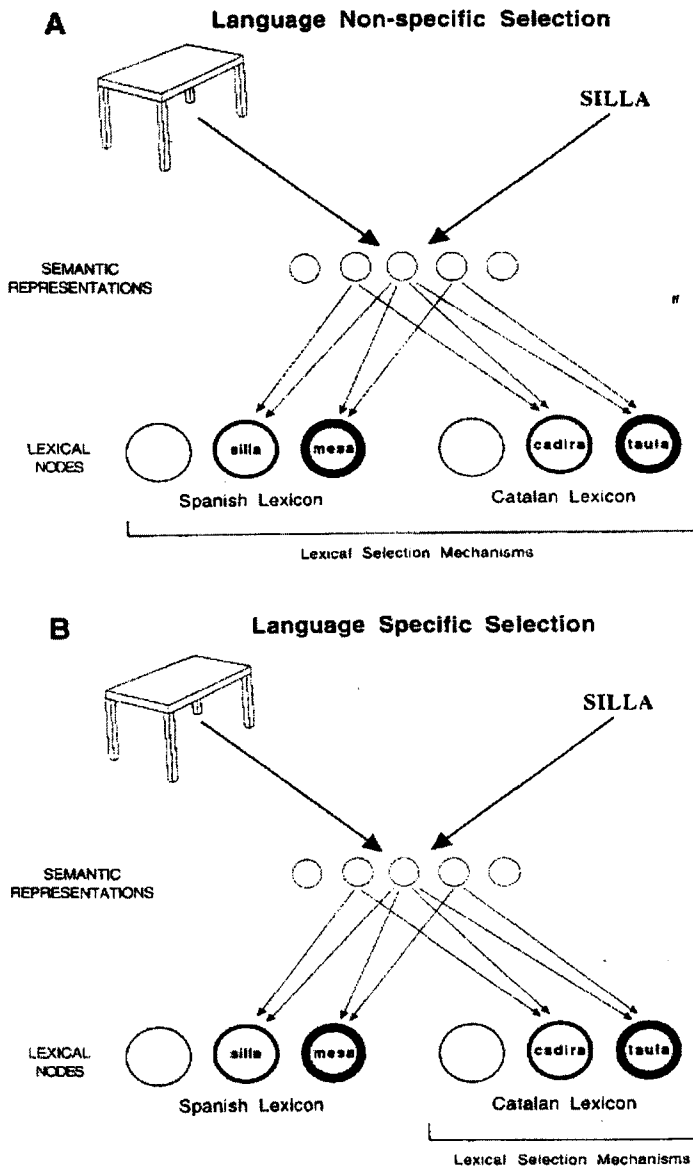 A Language Non-specific Selection
SILLA
SEMANTIC
REPRESENTATIONS
LEXICAL
NODES
silla mesa cadira taula
Spanish Lexicon Catalan Lexicon
Lexical Selection Mechanisms
B Language Specific Selection
SILLA
SEMANTIC
REPRESENTATIONS
LEXICAL
NODES
silla mesa cadira taula
Spanish Lexicon Catalan Lexicon
Lexical Selection Mechanisms